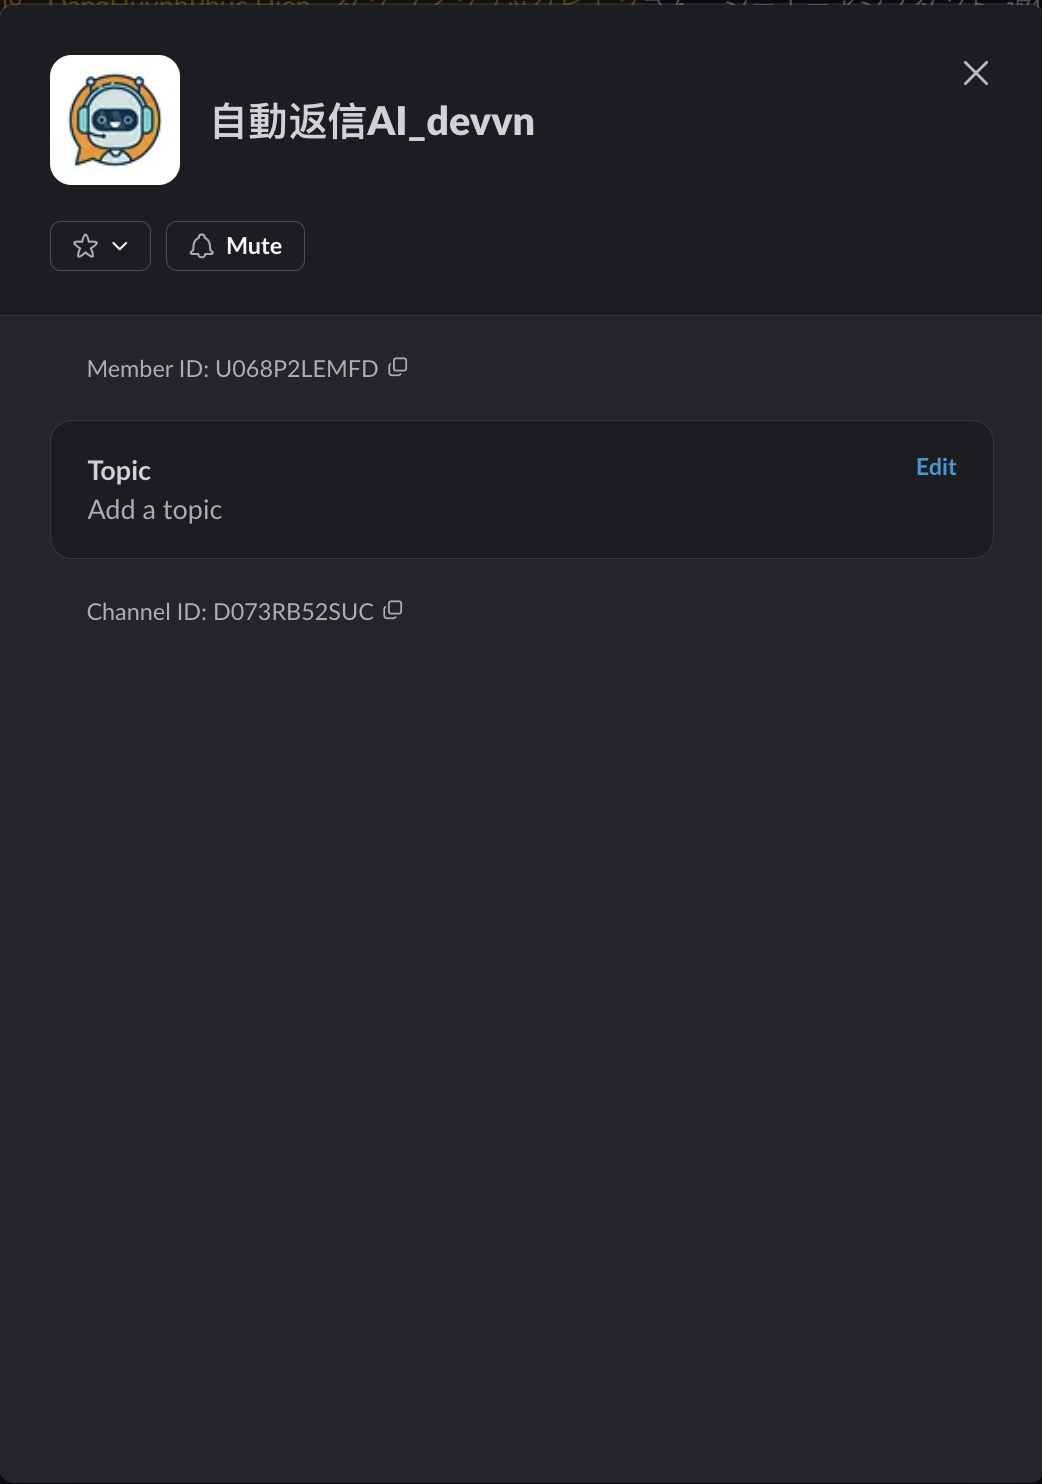 自動返信AI_devvn
Mute
Member ID: U068P2LEMFD
Topic
Edit
Add a topic
Channel ID: D073RB52SUC